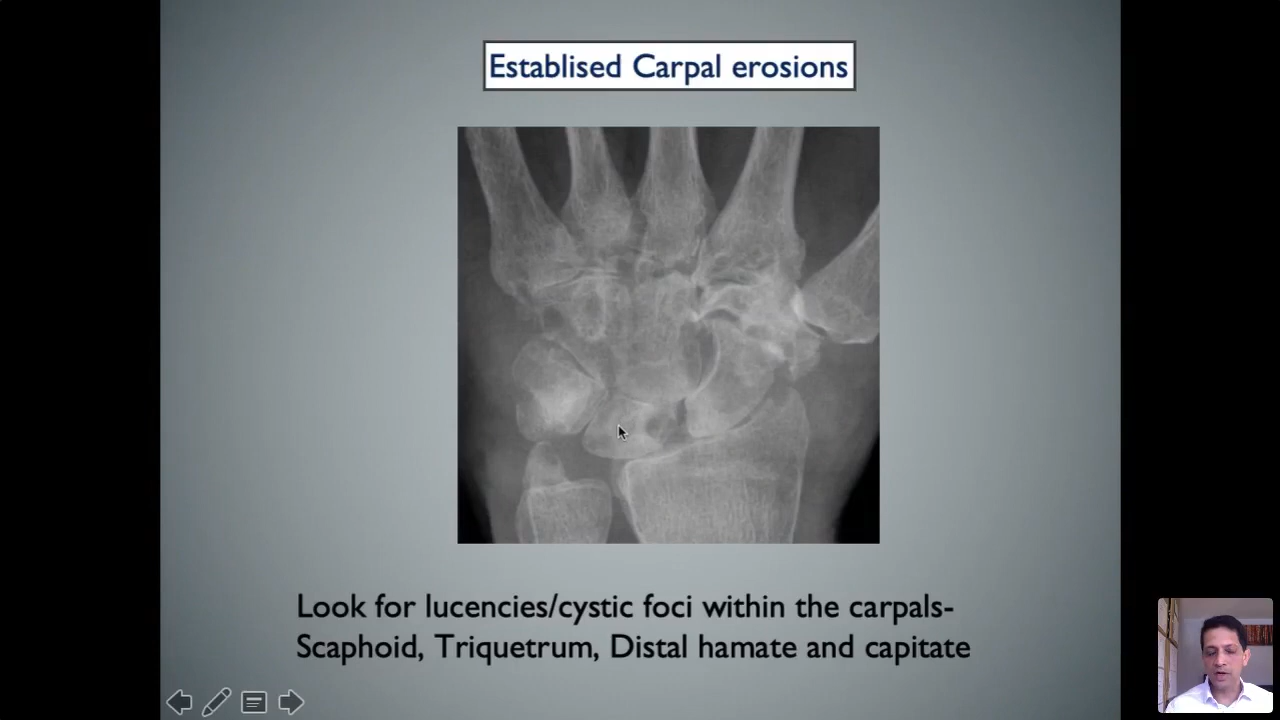 Establised Carpal erosions
Look for lucencies/cystic foci within the carpals-
Scaphoid, Triquetrum, Distal hamate and capitate